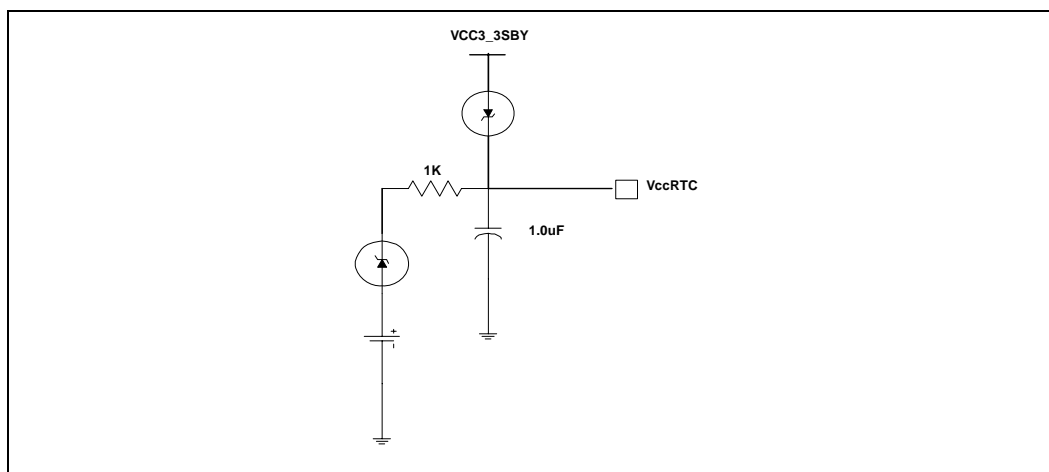 VCC3_3SBY
1K
VccRTC
1.0uF
+
-